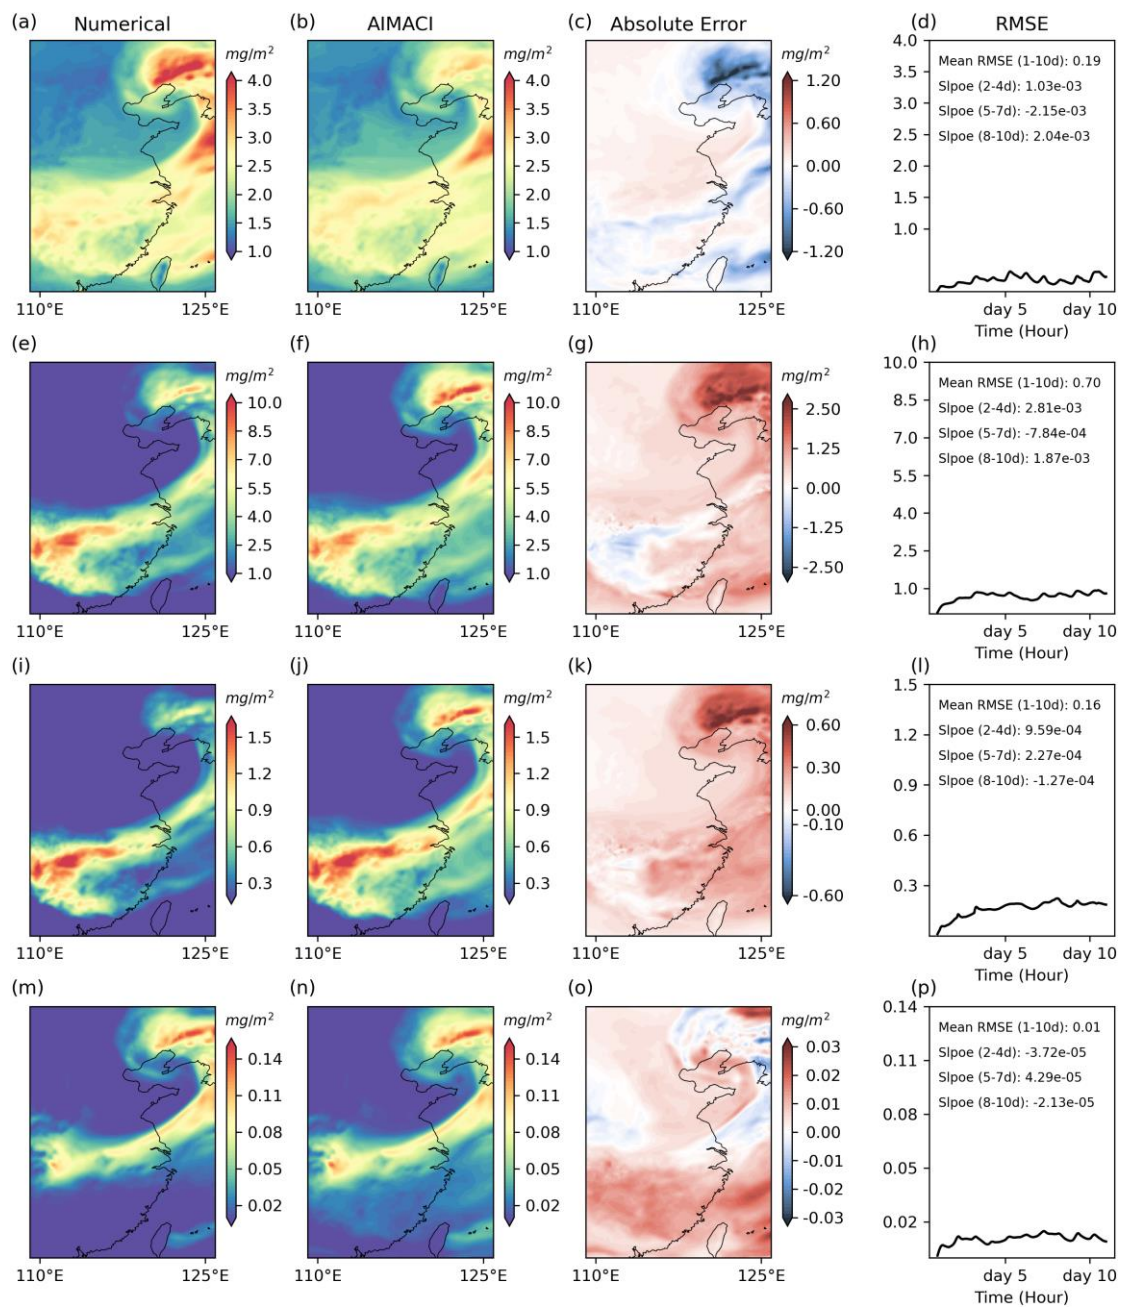 (a) Numerical
(b) AIMACI
(c) Absolute Error
(d) RMSE
mg/m²
4.0
3.5
3.0
2.5
2.0
1.5
1.0
110°E 125°E
mg/m²
4.0
3.5
3.0
2.5
2.0
1.5
1.0
110°E 125°E
mg/m²
1.20
0.60
0.00
-0.60
-1.20
110°E 125°E
4.0
3.5
3.0
2.5
2.0
1.5
1.0
Mean RMSE (1-10d): 0.19
Slpoe (2-4d): 1.03e-03
Slpoe (5-7d): -2.15e-03
Slpoe (8-10d): 2.04e-03
day 5 day 10
Time (Hour)
(e)
mg/m²
10.0
8.5
7.0
5.5
4.0
2.5
1.0
110°E 125°E
(f)
mg/m²
10.0
8.5
7.0
5.5
4.0
2.5
1.0
110°E 125°E
(g)
mg/m²
2.50
1.25
0.00
-1.25
-2.50
110°E 125°E
(h)
10.0
8.5
7.0
5.5
4.0
2.5
1.0
Mean RMSE (1-10d): 0.70
Slpoe (2-4d): 2.81e-03
Slpoe (5-7d): -7.84e-04
Slpoe (8-10d): 1.87e-03
day 5 day 10
Time (Hour)
(i)
mg/m²
1.5
1.2
0.9
0.6
0.3
110°E 125°E
(j)
mg/m²
1.5
1.2
0.9
0.6
0.3
110°E 125°E
(k)
mg/m²
0.60
0.30
0.00
-0.10
-0.60
110°E 125°E
(l)
1.5
1.2
0.9
0.6
0.3
Mean RMSE (1-10d): 0.16
Slpoe (2-4d): 9.59e-04
Slpoe (5-7d): 2.27e-04
Slpoe (8-10d): -1.27e-04
day 5 day 10
Time (Hour)
(m)
mg/m²
0.14
0.11
0.08
0.05
0.02
110°E 125°E
(n)
mg/m²
0.14
0.11
0.08
0.05
0.02
110°E 125°E
(o)
mg/m²
0.03
0.02
0.01
0.00
-0.01
-0.02
-0.03
110°E 125°E
(p)
0.14
0.11
0.08
0.05
0.02
Mean RMSE (1-10d): 0.01
Slpoe (2-4d): -3.72e-05
Slpoe (5-7d): 4.29e-05
Slpoe (8-10d): -2.13e-05
day 5 day 10
Time (Hour)